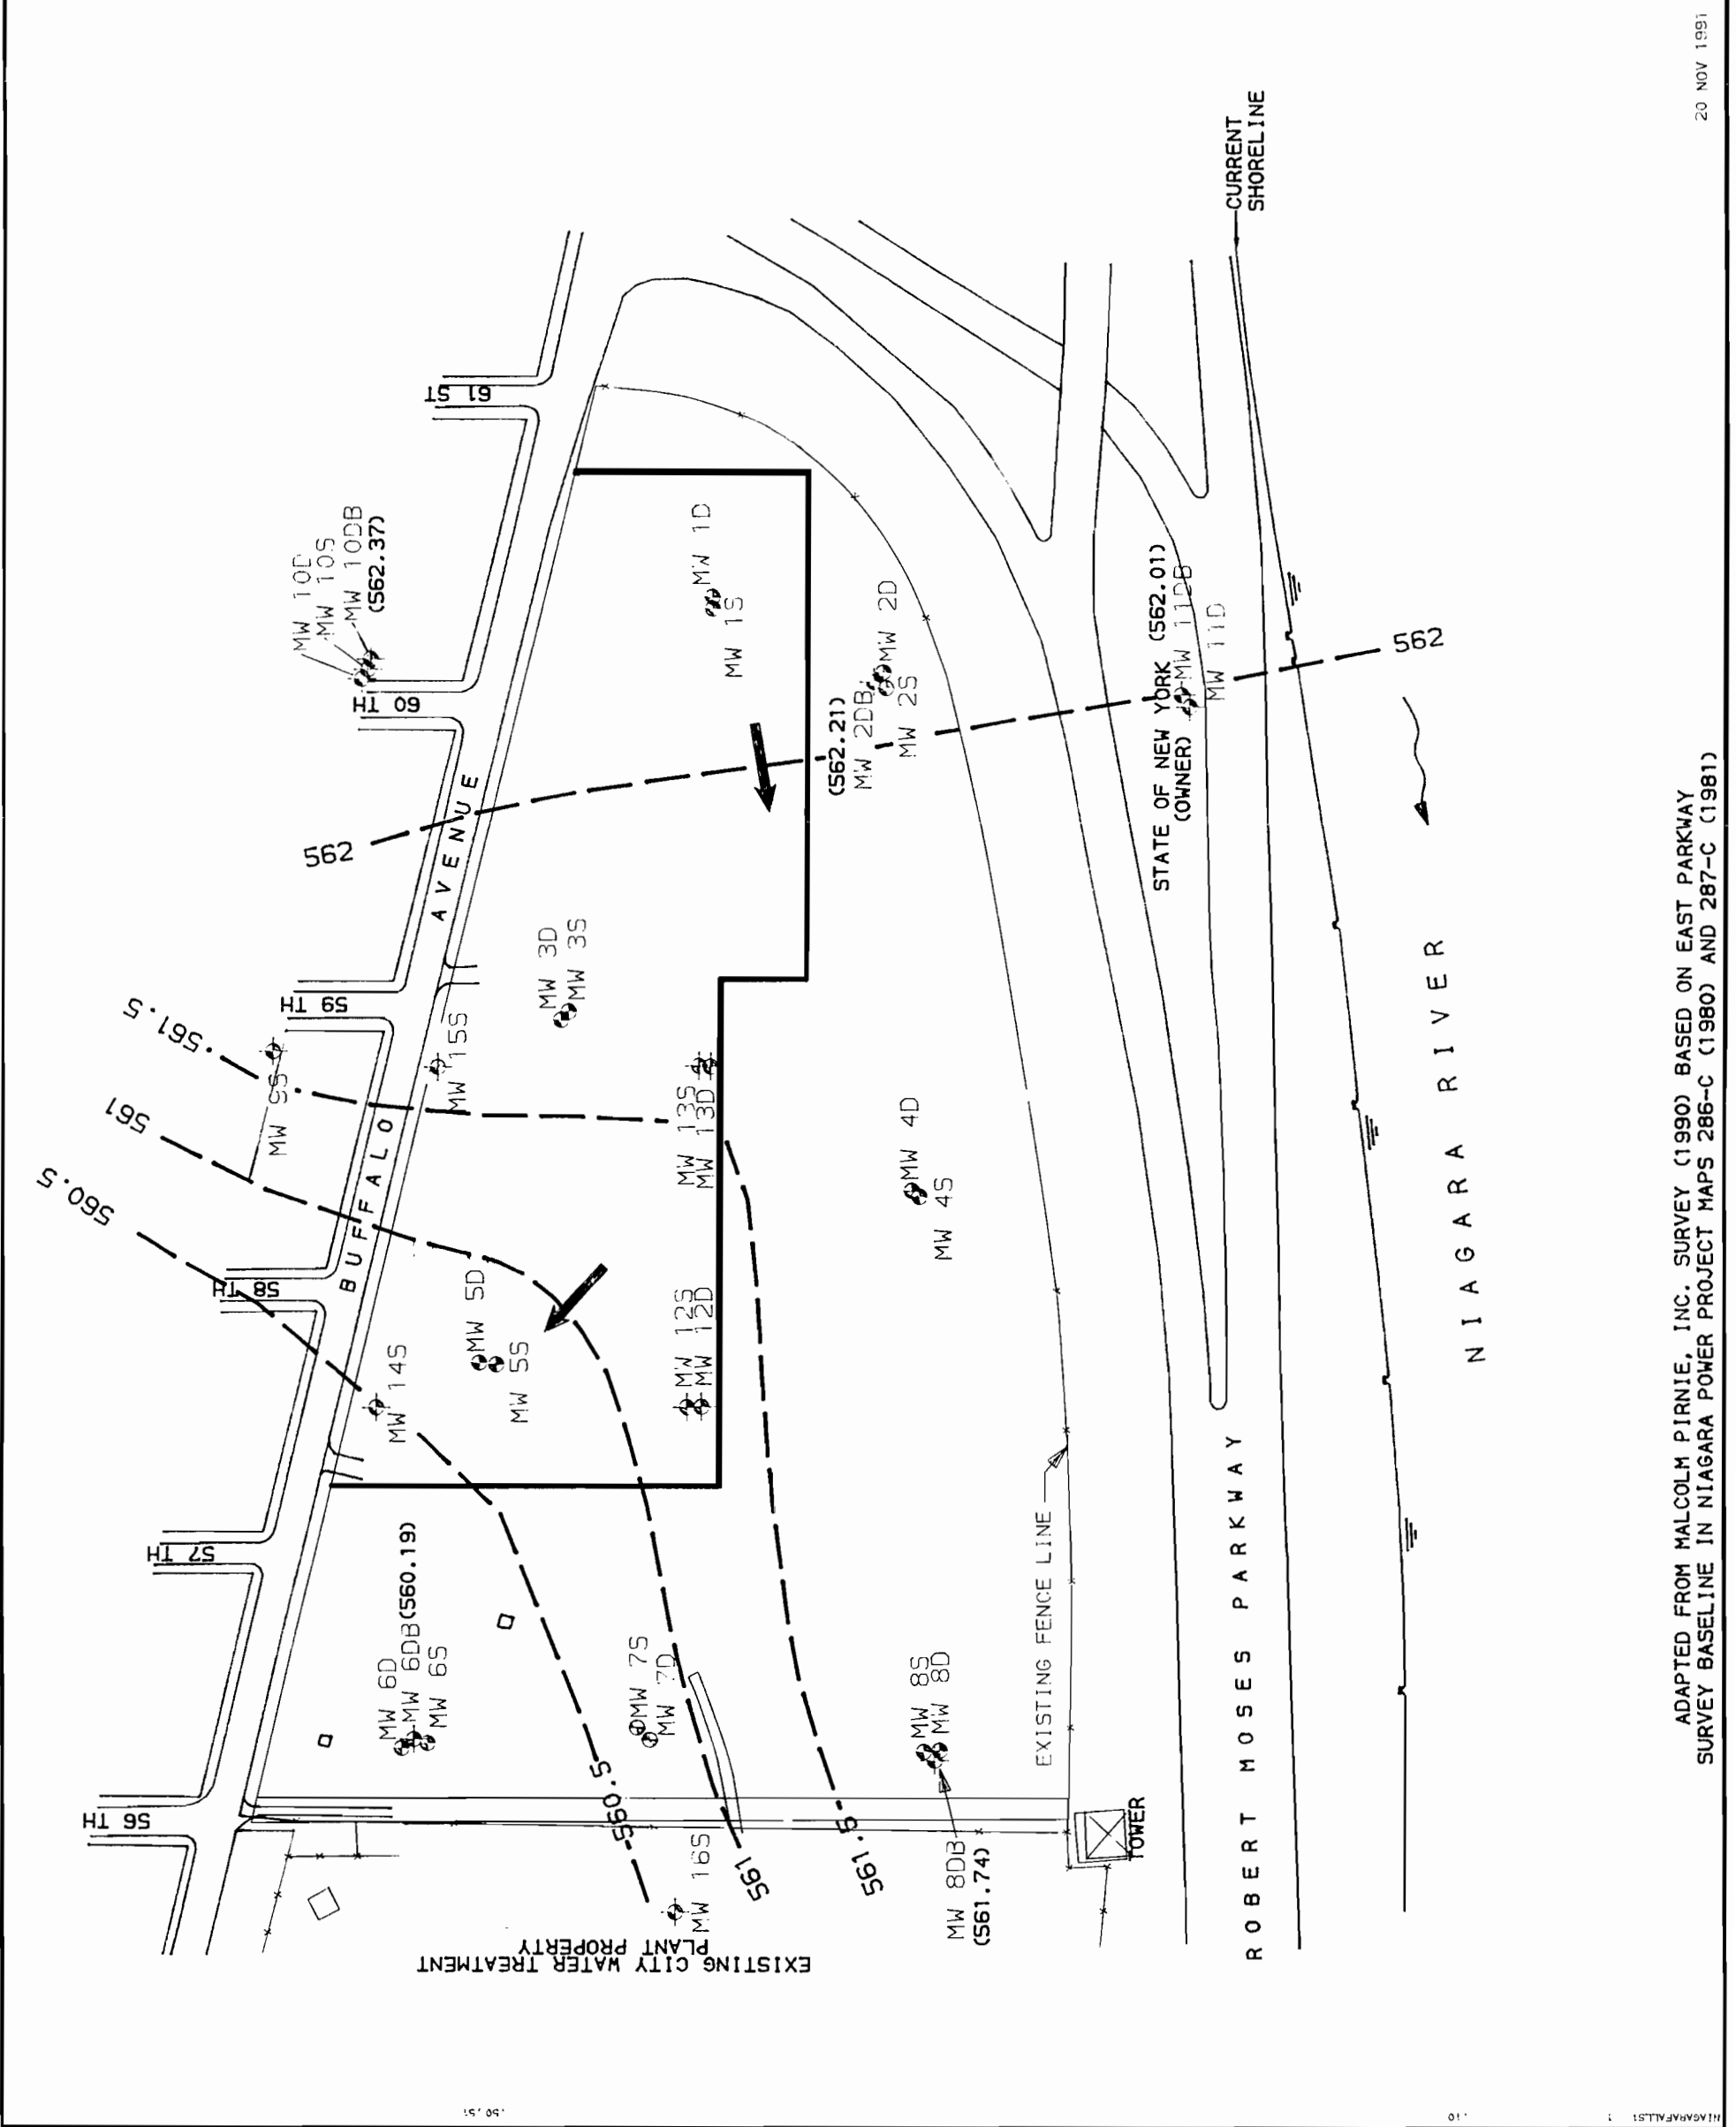 20 NOV 1991
CURRENT
SHORELINE
61 ST
MW 10D
MW 10S
MW 10DB
(562.37)
60 TH
MW 1D
MW 1S
MW 2D
(562.21)
MW 2DB
MW 2S
STATE OF NEW YORK
(OWNER)
(562.01)
MW 11DB
MW 11D
562
562
BUFFALO AVENUE
59 TH
MW 3D
MW 3S
561.5
MW 9S
MW 15S
561
560.5
MW 13S
MW 13D
MW 4D
MW 4S
58 TH
MW 5D
MW 5S
MW 14S
MW 12S
MW 12D
57 TH
MW 6D
MW 6DB (560.19)
MW 6S
MW 7S
MW 7D
MW 8S
MW 8D
EXISTING FENCE LINE
ROBERT MOSES PARKWAY
NIAGARA RIVER
56 TH
560.5
MW 16S
561
561.5
MW 8DB
(561.74)
TOWER
EXISTING CITY WATER TREATMENT
PLANT PROPERTY
ADAPTED FROM MALCOLM PIRNIE, INC. SURVEY (1990) BASED ON EAST PARKWAY
SURVEY BASELINE IN NIAGARA POWER PROJECT MAPS 286-C (1980) AND 287-C (1981)